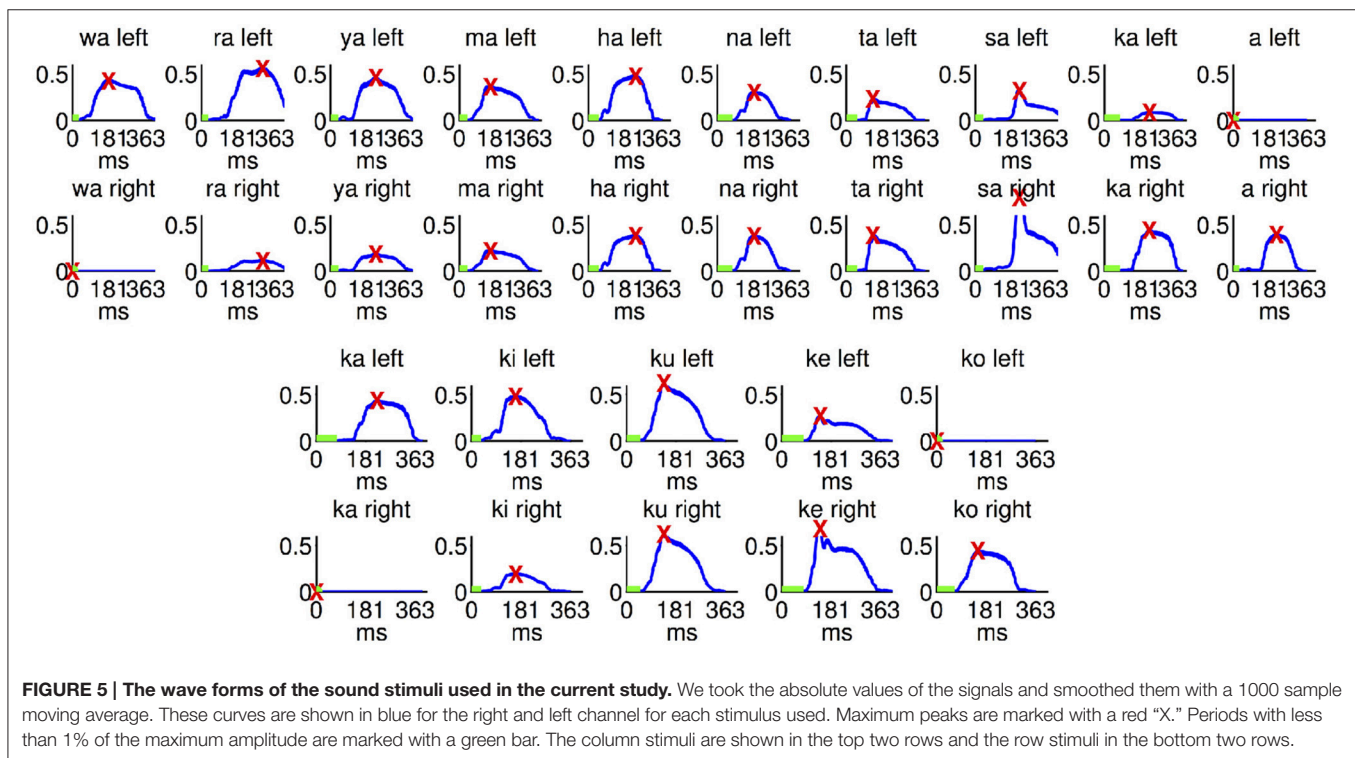 wa left ra left ya left ma left ha left na left ta left sa left ka left a left
0.5 0.5 0.5 0.5 0.5 0.5 0.5 0.5 0.5 0.5
0 0 0 0 0 0 0 0 0 0
0 181363 0 181363 0 181363 0 181363 0 181363 0 181363 0 181363 0 181363 0 181363 0 181363
ms ms ms ms ms ms ms ms ms ms
wa right ra right ya right ma right ha right na right ta right sa right ka right a right
0.5 0.5 0.5 0.5 0.5 0.5 0.5 0.5 0.5 0.5
0 0 0 0 0 0 0 0 0 0
0 181363 0 181363 0 181363 0 181363 0 181363 0 181363 0 181363 0 181363 0 181363 0 181363
ms ms ms ms ms ms ms ms ms ms
ka left ki left ku left ke left ko left
0.5 0.5 0.5 0.5 0.5
0 0 0 0 0
0 181 363 0 181 363 0 181 363 0 181 363 0 181 363
ms ms ms ms ms
ka right ki right ku right ke right ko right
0.5 0.5 0.5 0.5 0.5
0 0 0 0 0
0 181 363 0 181 363 0 181 363 0 181 363 0 181 363
ms ms ms ms ms
FIGURE 5 | The wave forms of the sound stimuli used in the current study. We took the absolute values of the signals and smoothed them with a 1000 sample
moving average. These curves are shown in blue for the right and left channel for each stimulus used. Maximum peaks are marked with a red “X.” Periods with less
than 1% of the maximum amplitude are marked with a green bar. The column stimuli are shown in the top two rows and the row stimuli in the bottom two rows.